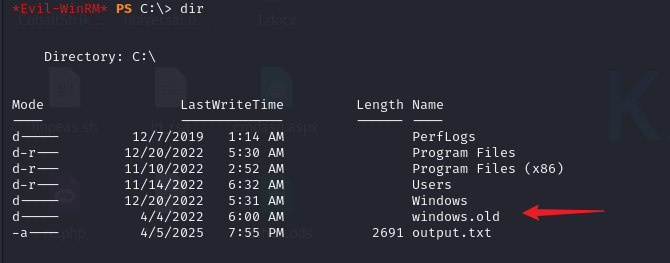 *Evil-WinRM* PS C:\> dir
Directory: C:\
Mode LastWriteTime Length Name
---- ------------- ------ ----
d----- 12/7/2019 1:14 AM PerfLogs
d-r--- 12/20/2022 5:30 AM Program Files
d-r--- 11/10/2022 2:52 AM Program Files (x86)
d-r--- 11/14/2022 6:32 AM Users
d----- 12/20/2022 5:31 AM Windows
d----- 4/4/2022 6:00 AM windows.old
-a---- 4/5/2025 7:55 PM 2691 output.txt